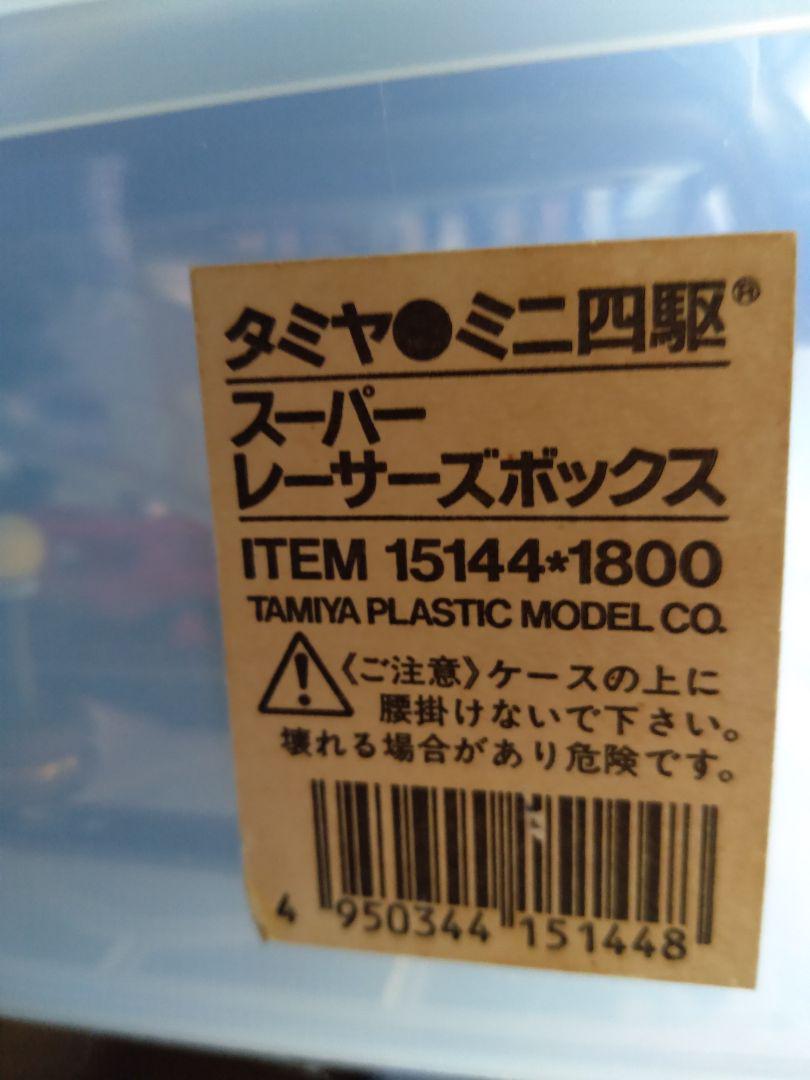 タミヤ●ミニ四駆®
スーパー
レーサーズボックス
ITEM 15144*1800
TAMIYA PLASTIC MODEL CO.
〈ご注意〉ケースの上に
腰掛けないで下さい。
壊れる場合があり危険です。
4 950344 151448